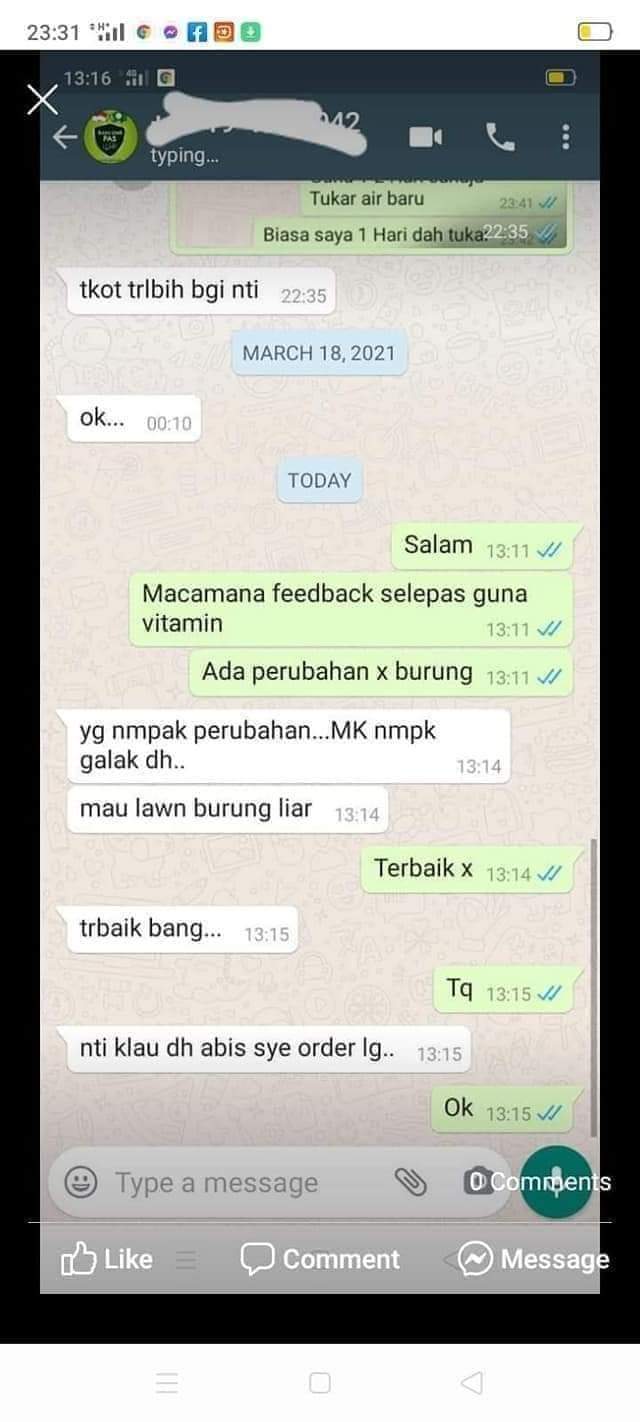 23:31
13:16
42
typing...
Tukar air baru 23:41
Biasa saya 1 Hari dah tuka
22:35
tkot trlbih bgi nti 22:35
MARCH 18, 2021
ok... 00:10
TODAY
Salam 13:11
Macamana feedback selepas guna
vitamin 13:11
Ada perubahan x burung 13:11
yg nmpak perubahan...MK nmpk
galak dh.. 13:14
mau lawn burung liar 13:14
Terbaik x 13:14
trbaik bang... 13:15
Tq 13:15
nti klau dh abis sye order lg.. 13:15
Ok 13:15
Type a message
0 Comments
Like Comment Message